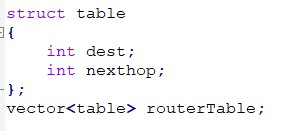 struct table
{
    int dest;
    int nexthop;
};
vector<table> routerTable;